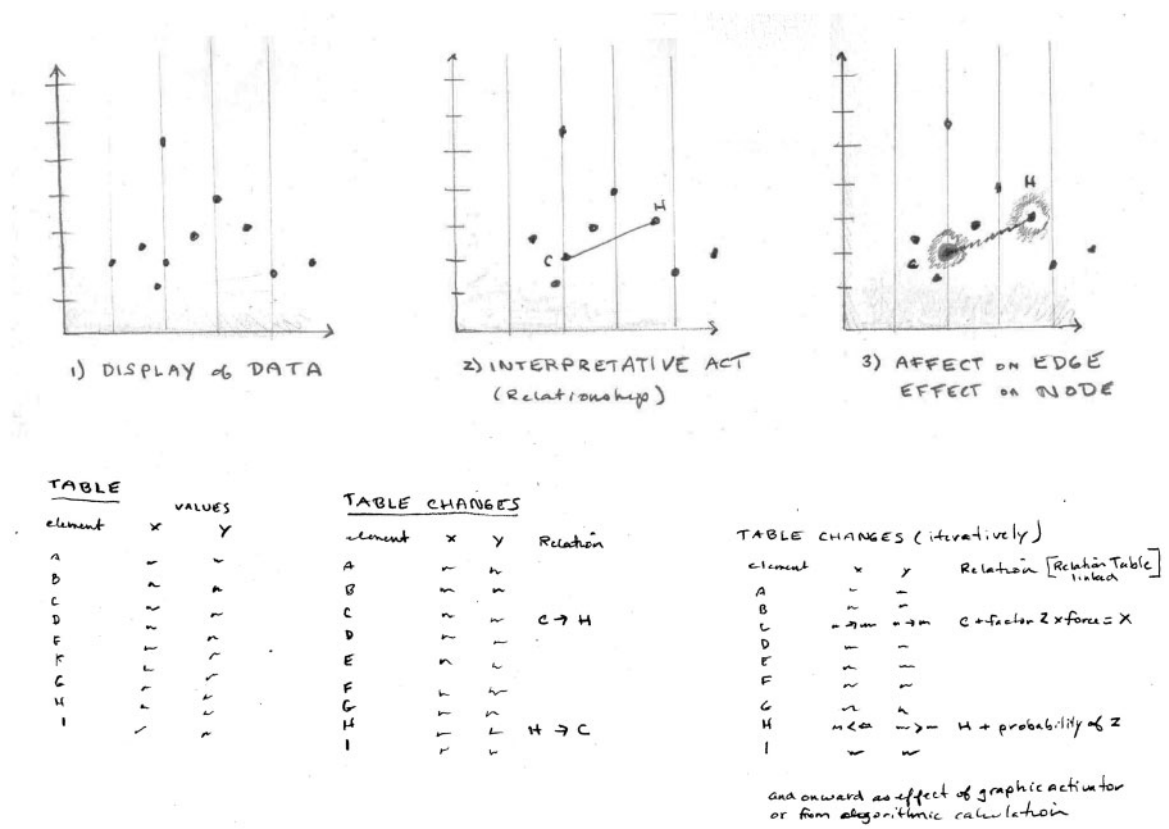 1) DISPLAY of DATA
C
H
2) INTERPRETATIVE ACT
(Relationship)
H
C
3) AFFECT on EDGE
EFFECT on NODE
TABLE
VALUES
element X Y
A
B
C
D
F
F
G
H
I
TABLE CHANGES
element X Y Relation
A
B
C C → H
D
E
F
G
H H → C
I
TABLE CHANGES (iteratively)
element X Y Relation [Relation Table]
linked
A
B
C C + factor Z x force = X
D
E
F
G
H H + probability of Z
I
and onward as effect of graphic activator
or from algorithmic calculation